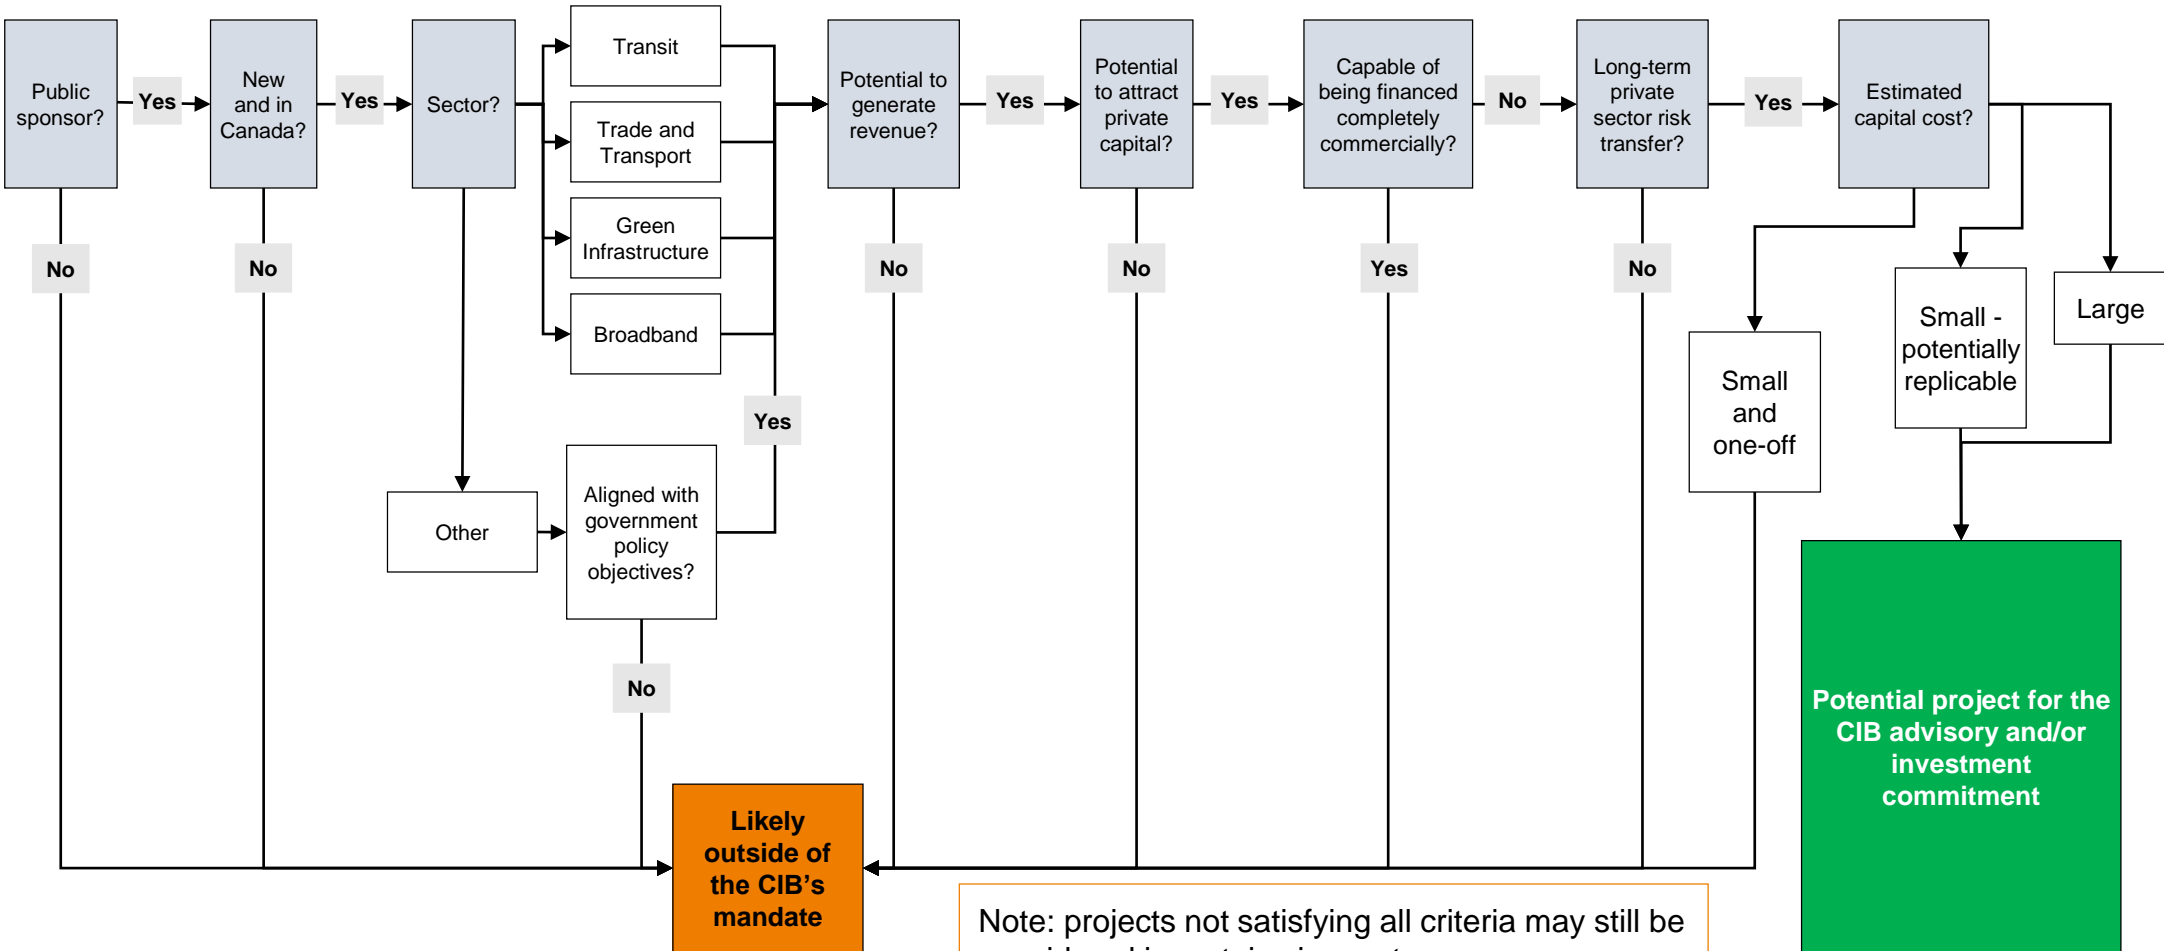 Public
sponsor?
Yes
New
and in
Canada?
Yes
Sector?
Transit
Trade and
Transport
Green
Infrastructure
Broadband
Potential to
generate
revenue?
Yes
Potential
to attract
private
capital?
Yes
Capable of
being financed
completely
commercially?
No
Long-term
private
sector risk
transfer?
Yes
Estimated
capital cost?
No
No
No
No
Yes
No
Small
and
one-off
Small -
potentially
replicable
Large
Yes
Other
Aligned with
government
policy
objectives?
No
Likely
outside of
the CIB’s
mandate
Potential project for the
CIB advisory and/or
investment
commitment
Note: projects not satisfying all criteria may still be